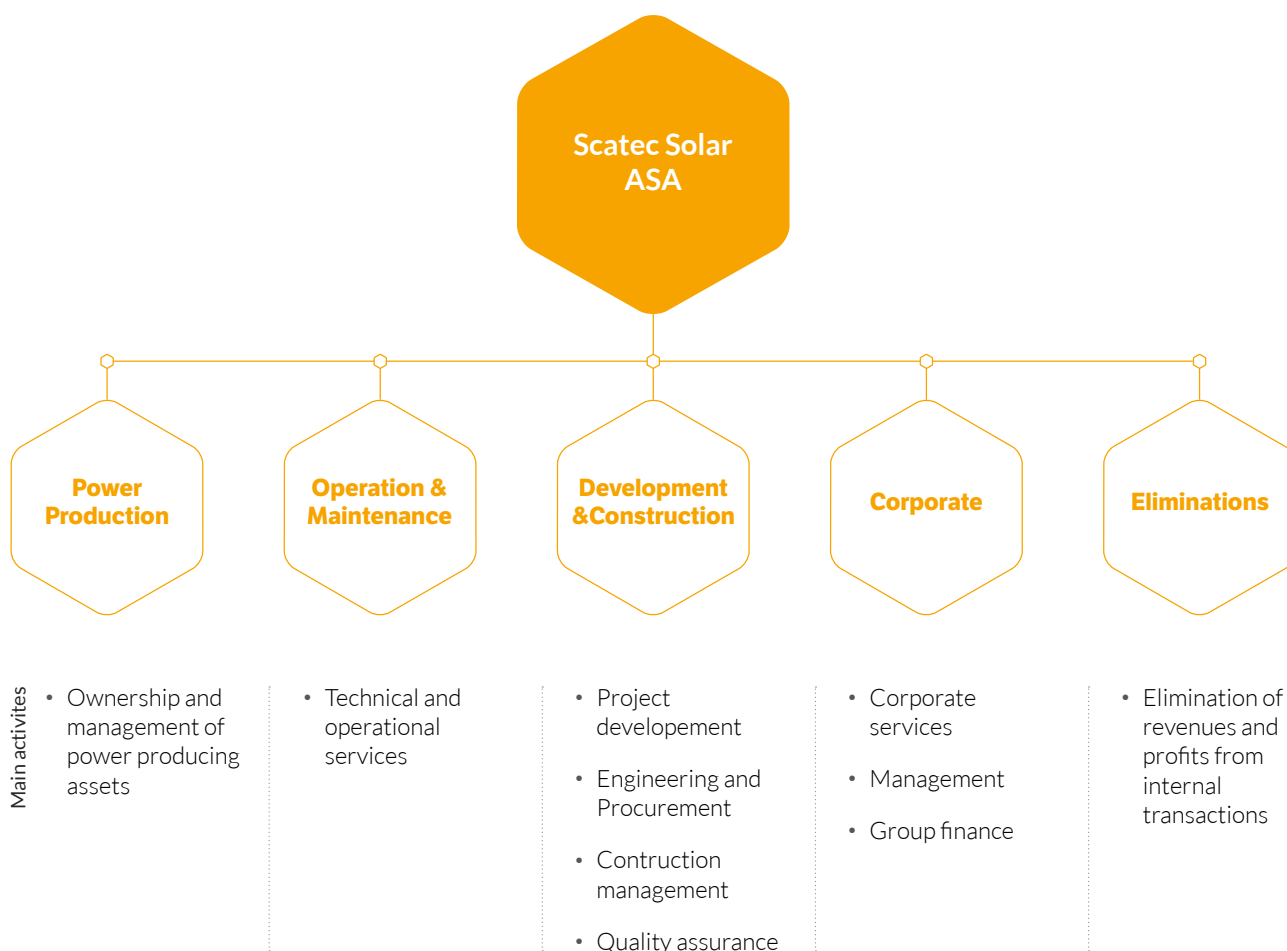 Scatec Solar
ASA
Power
Production
Operation &
Maintenance
Development
&Construction
Corporate
Eliminations
Main activites
• Ownership and
management of
power producing
assets
• Technical and
operational
services
• Project
developement
• Engineering and
Procurement
• Contruction
management
• Quality assurance
• Corporate
services
• Management
• Group finance
• Elimination of
revenues and
profits from
internal
transactions